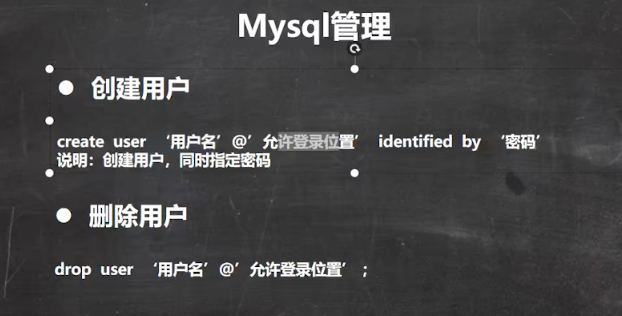 Mysql管理
● 创建用户
create user ‘用户名’@’允许登录位置’ identified by ‘密码’
说明：创建用户，同时指定密码
● 删除用户
drop user ‘用户名’@’允许登录位置’ ；